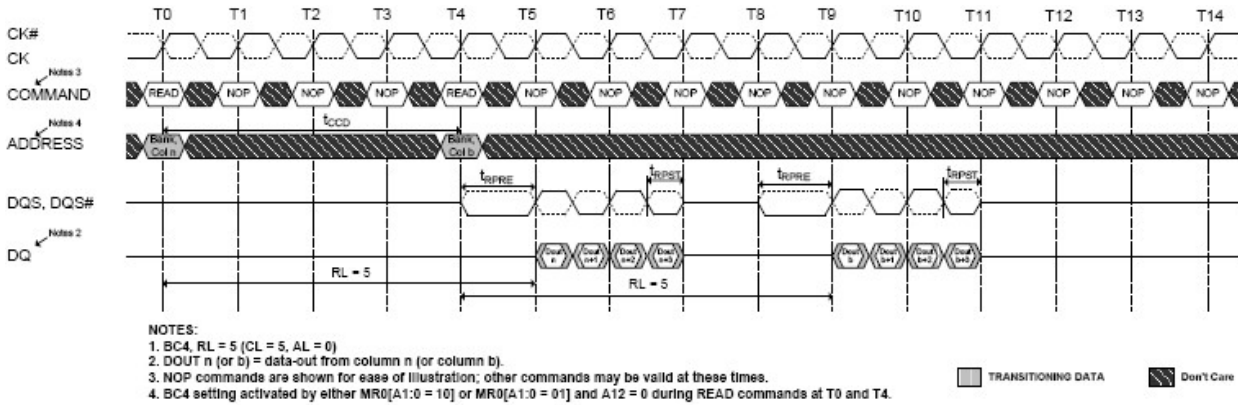 T0 T1 T2 T3 T4 T5 T6 T7 T8 T9 T10 T11 T12 T13 T14
CK#
CK
Notes 3
COMMAND READ NOP NOP NOP READ NOP NOP NOP NOP NOP NOP NOP NOP NOP NOP
tCCD
Notes 4
ADDRESS Bank, Col n Bank, Col b
tRPRE tRPST tRPRE tRPST
DQS, DQS#
Notes 2
DQ Dout n Dout n+1 Dout n+2 Dout n+3 Dout b Dout b+1 Dout b+2 Dout b+3
RL = 5 RL = 5
NOTES:
1. BC4, RL = 5 (CL = 5, AL = 0)
2. DOUT n (or b) = data-out from column n (or column b).
3. NOP commands are shown for ease of illustration; other commands may be valid at these times.
4. BC4 setting activated by either MR0[A1:0 = 10] or MR0[A1:0 = 01] and A12 = 0 during READ commands at T0 and T4.
TRANSITIONING DATA Don't Care